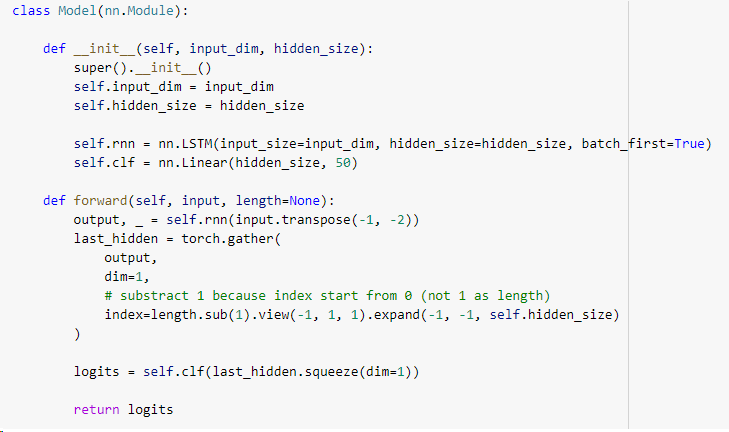 class Model(nn.Module):
    def __init__(self, input_dim, hidden_size):
        super().__init__()
        self.input_dim = input_dim
        self.hidden_size = hidden_size
        self.rnn = nn.LSTM(input_size=input_dim, hidden_size=hidden_size, batch_first=True)
        self.clf = nn.Linear(hidden_size, 50)
    def forward(self, input, length=None):
        output, _ = self.rnn(input.transpose(-1, -2))
        last_hidden = torch.gather(
            output,
            dim=1,
            # substract 1 because index start from 0 (not 1 as length)
            index=length.sub(1).view(-1, 1, 1).expand(-1, -1, self.hidden_size)
        )
        logits = self.clf(last_hidden.squeeze(dim=1))
        return logits